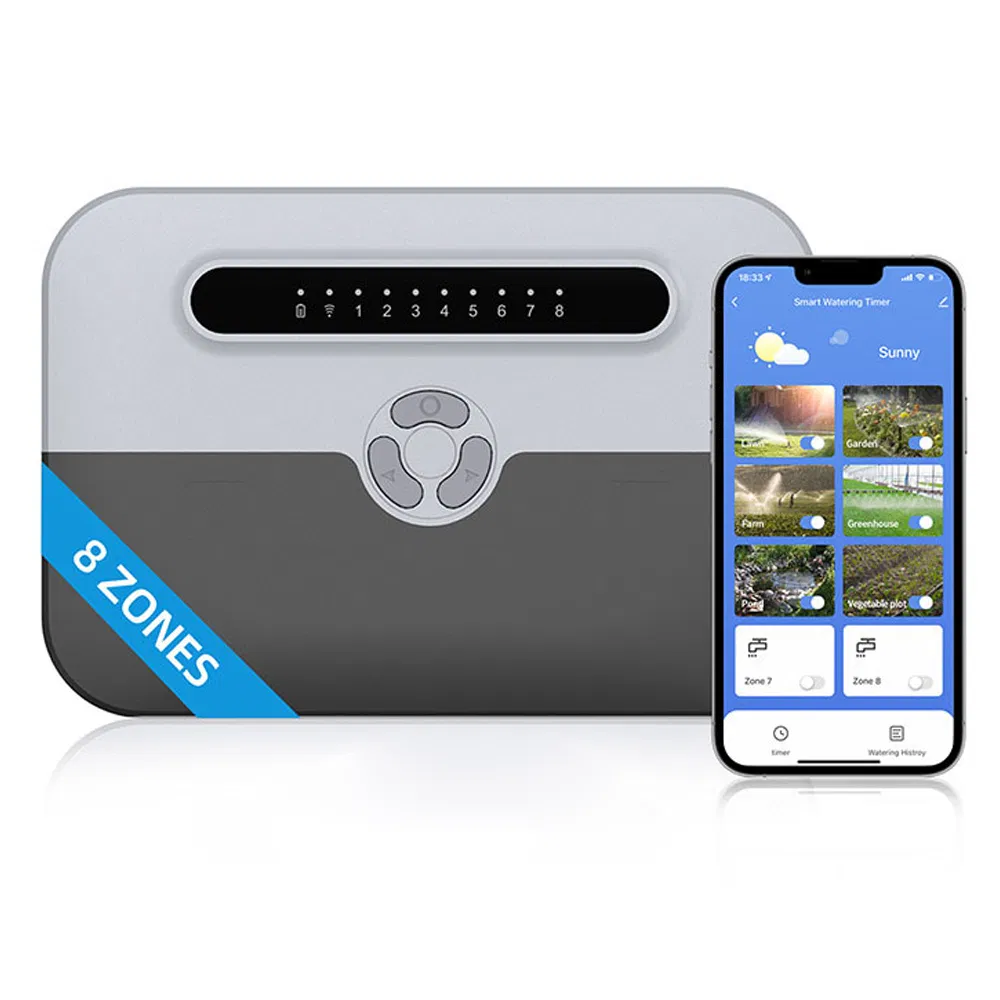 1 2 3 4 5 6 7 8
8 ZONES
18:33
Smart Watering Timer
Sunny
Lawn
Garden
Farm
Greenhouse
Pond
Vegetable plot
Zone 7
Zone 8
timer
Watering Histroy